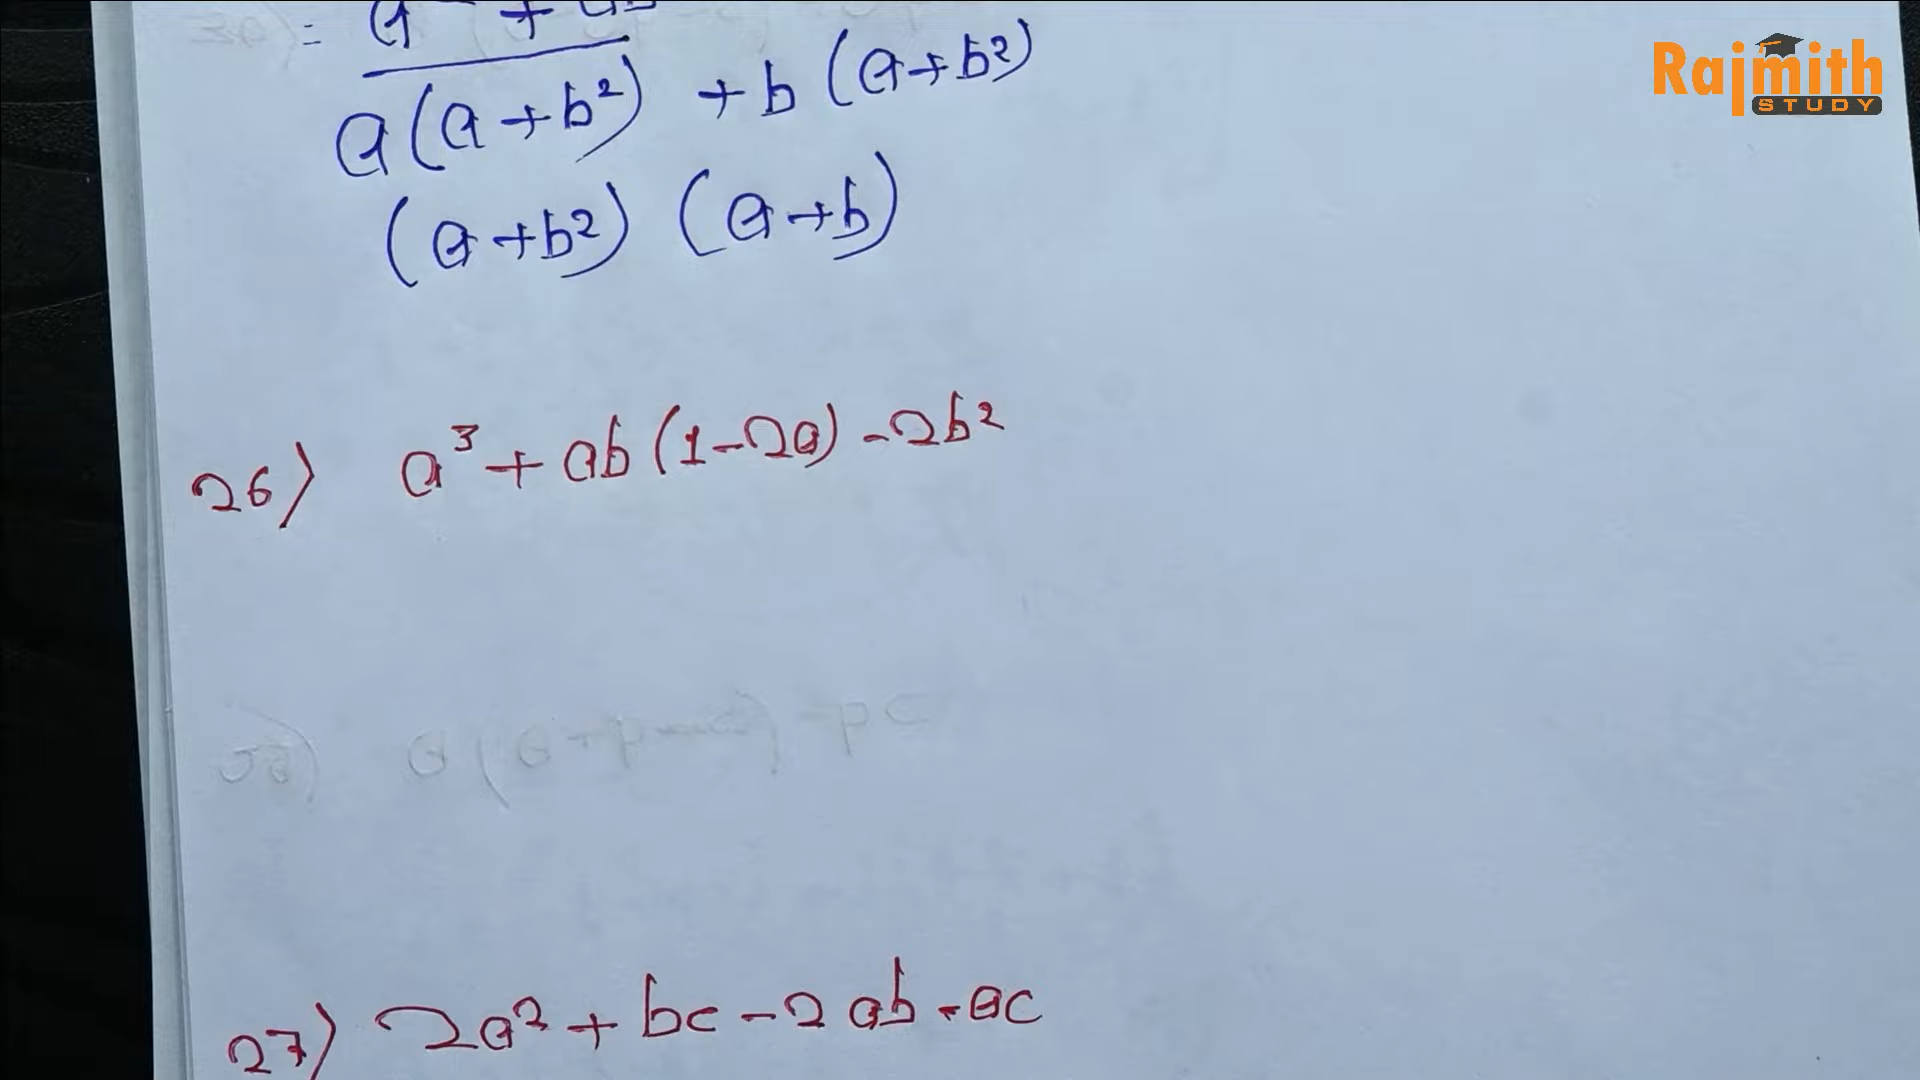 Rajmith
STUDY
a(a+b²) + b(a+b²)
(a+b²) (a+b)
26) a³ + ab(1-2a) - 2b²
27) 2a² + bc - 2ab - ac